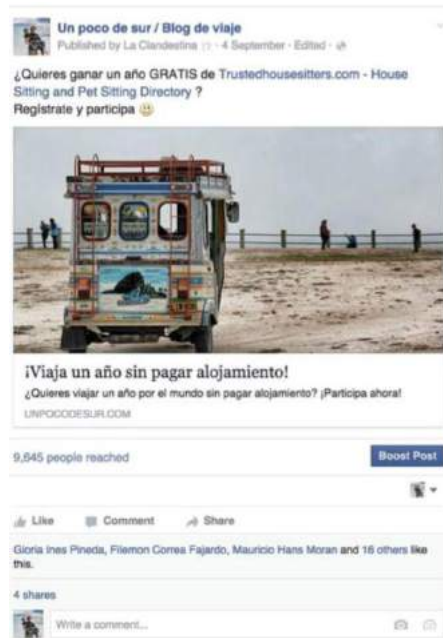 Un poco de sur / Blog de viaje
Published by La Clandestina · 4 September · Edited ·
¿Quieres ganar un año GRATIS de Trustedhousesitters.com - House
Sitting and Pet Sitting Directory ?
Regístrate y participa
¡Viaja un año sin pagar alojamiento!
¿Quieres viajar un año por el mundo sin pagar alojamiento? ¡Participa ahora!
UNPOCODESUR.COM
9,645 people reached
Boost Post
Like Comment Share
Gloria Ines Pineda, Filemon Correa Fajardo, Mauricio Hans Moran and 16 others like
this.
4 shares
Write a comment...